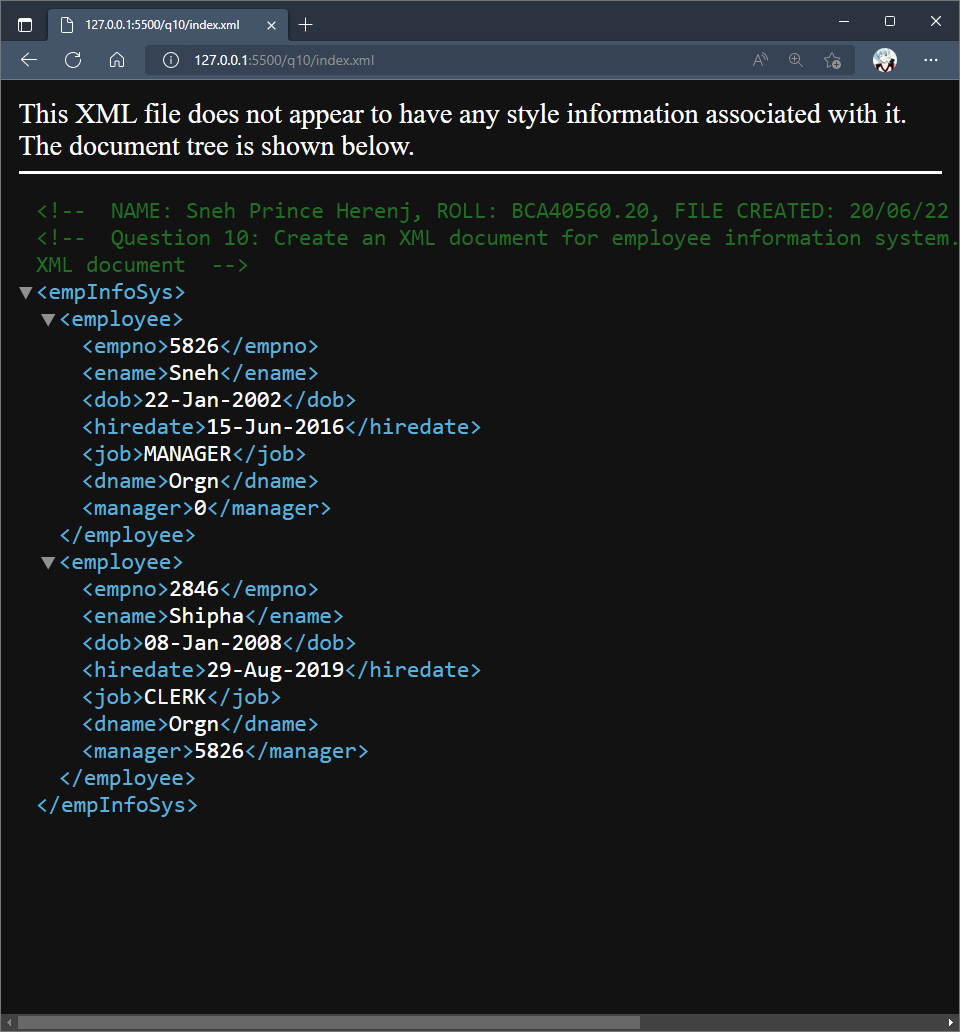 127.0.0.1:5500/q10/index.xml
127.0.0.1:5500/q10/index.xml
This XML file does not appear to have any style information associated with it.
The document tree is shown below.
<!--  NAME: Sneh Prince Herenj, ROLL: BCA40560.20, FILE CREATED: 20/06/22
<!--  Question 10: Create an XML document for employee information system.
XML document  -->
▼<empInfoSys>
▼<employee>
<empno>5826</empno>
<ename>Sneh</ename>
<dob>22-Jan-2002</dob>
<hiredate>15-Jun-2016</hiredate>
<job>MANAGER</job>
<dname>Orgn</dname>
<manager>0</manager>
</employee>
▼<employee>
<empno>2846</empno>
<ename>Shipha</ename>
<dob>08-Jan-2008</dob>
<hiredate>29-Aug-2019</hiredate>
<job>CLERK</job>
<dname>Orgn</dname>
<manager>5826</manager>
</employee>
</empInfoSys>